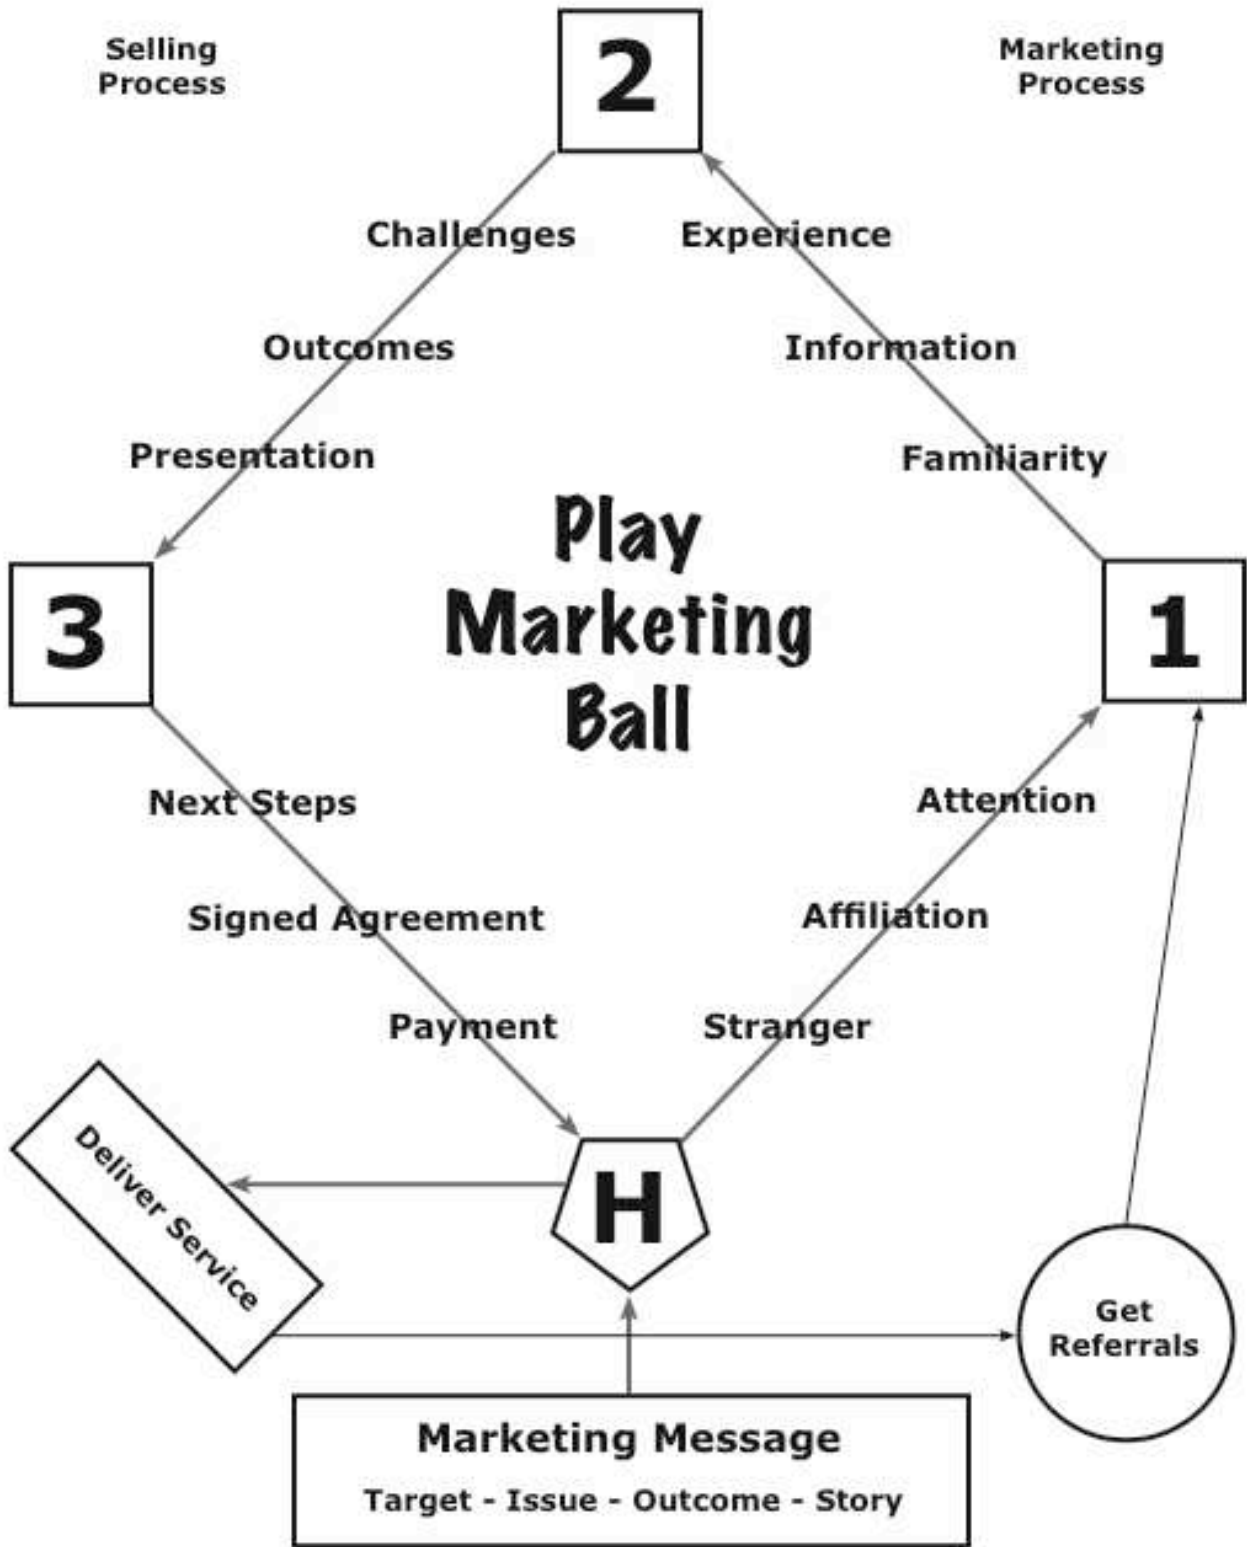 Selling
Process
2
Marketing
Process
Challenges
Experience
Outcomes
Information
Presentation
Familiarity
Play
Marketing
Ball
3
1
Next Steps
Attention
Signed Agreement
Affiliation
Payment
Stranger
Deliver Service
H
Get
Referrals
Marketing Message
Target - Issue - Outcome - Story